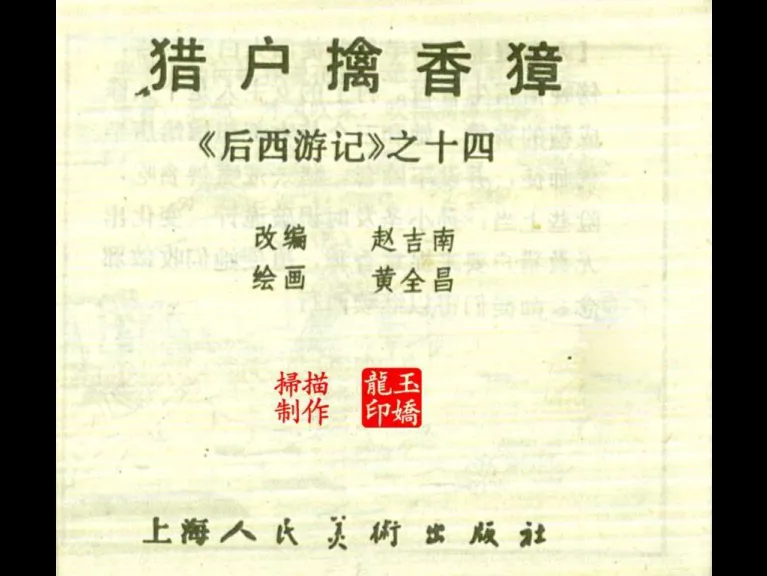 猎户擒香獐
《后西游记》之十四
改编 赵吉南
绘画 黄全昌
掃描
制作
玉嬌
龍印
上海人民美術出版社